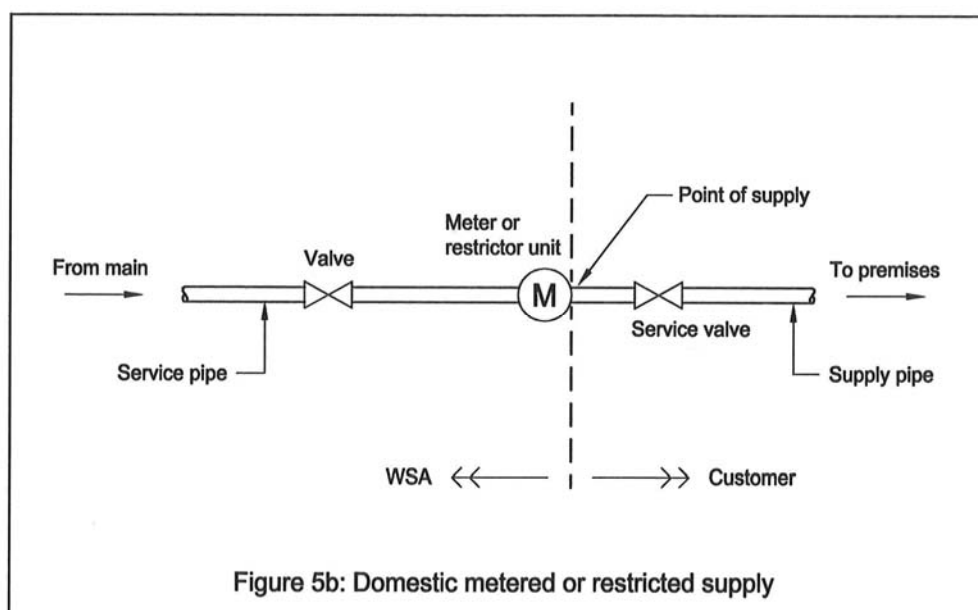 Point of supply
Meter or
restrictor unit
From main
Valve
To premises
M
Service valve
Service pipe
Supply pipe
WSA
Customer
Figure 5b: Domestic metered or restricted supply